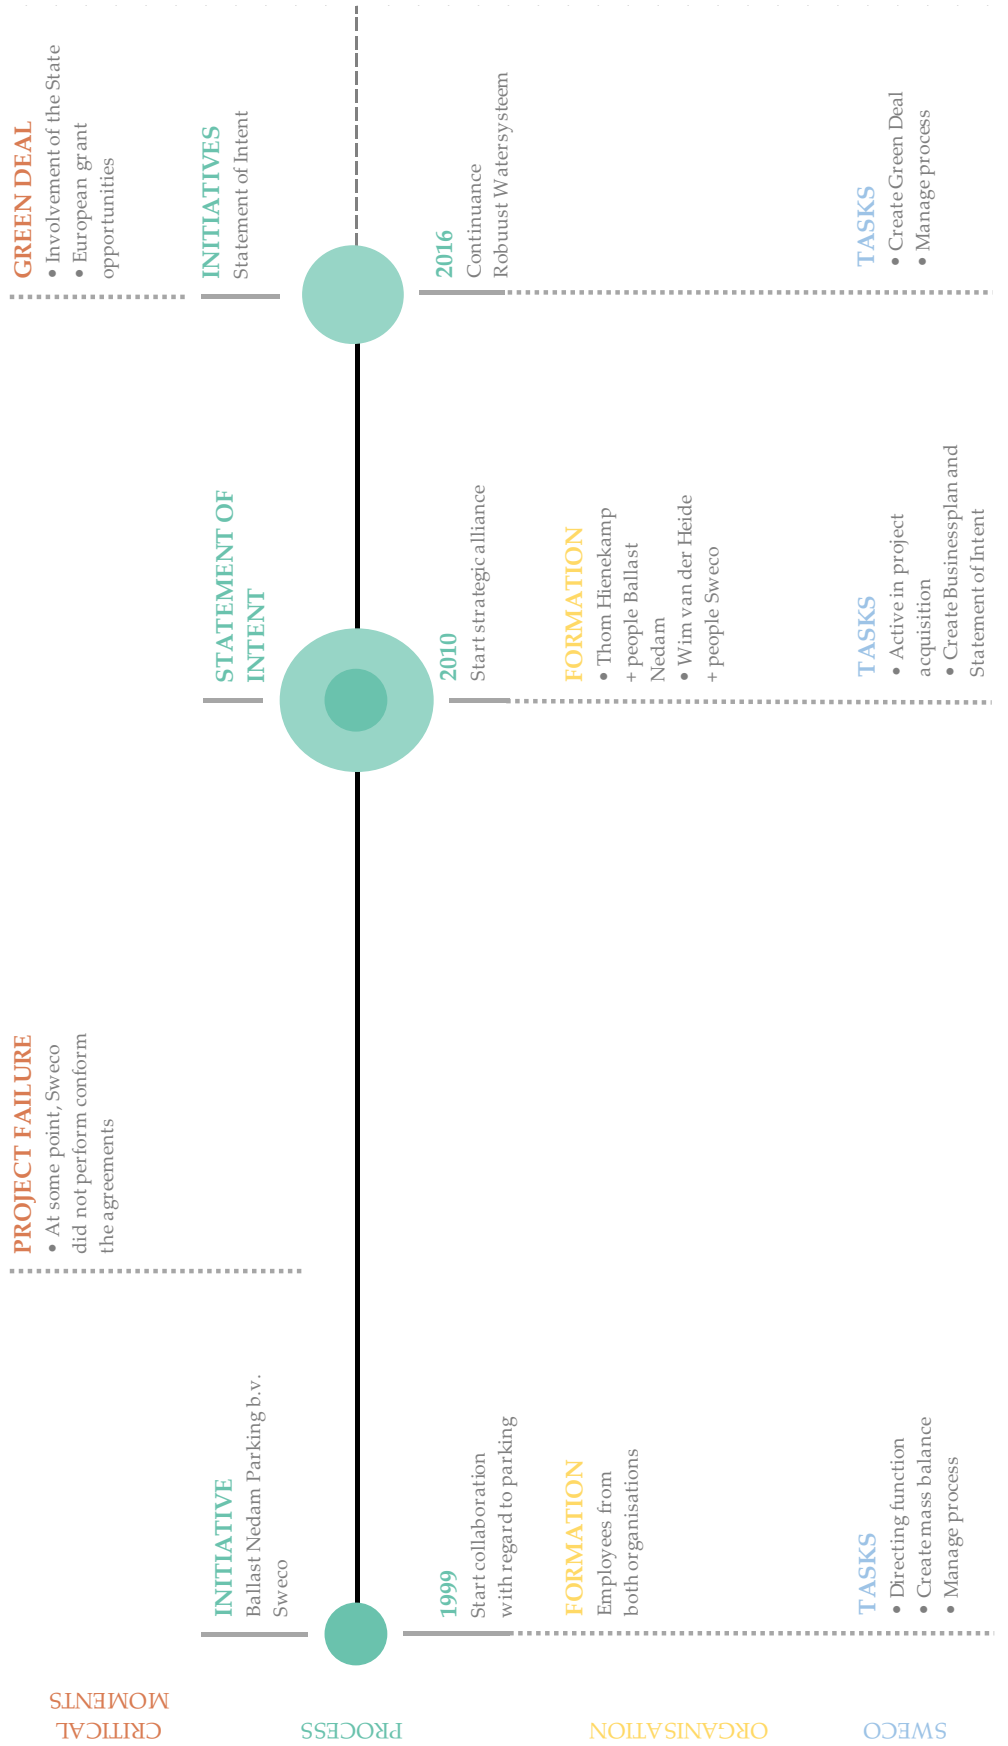 CRITICAL
MOMENTS
PROJECT FAILURE
• At some point, Sweco
did not perform conform
the agreements
GREEN DEAL
• Involvement of the State
• European grant
opportunities
PROCESS
INITIATIVE
Ballast Nedam Parking b.v.
Sweco
STATEMENT OF
INTENT
INITIATIVES
Statement of Intent
1999
Start collaboration
with regard to parking
2010
Start strategic alliance
2016
Continuance
Robuust Watersysteem
ORGANISATION
FORMATION
Employees from
both organisations
FORMATION
• Thom Hienekamp
+ people Ballast
Nedam
• Wim van der Heide
+ people Sweco
SWECO
TASKS
• Directing function
• Create mass balance
• Manage process
TASKS
• Active in project
acquisition
• Create Businessplan and
Statement of Intent
TASKS
• Create Green Deal
• Manage process